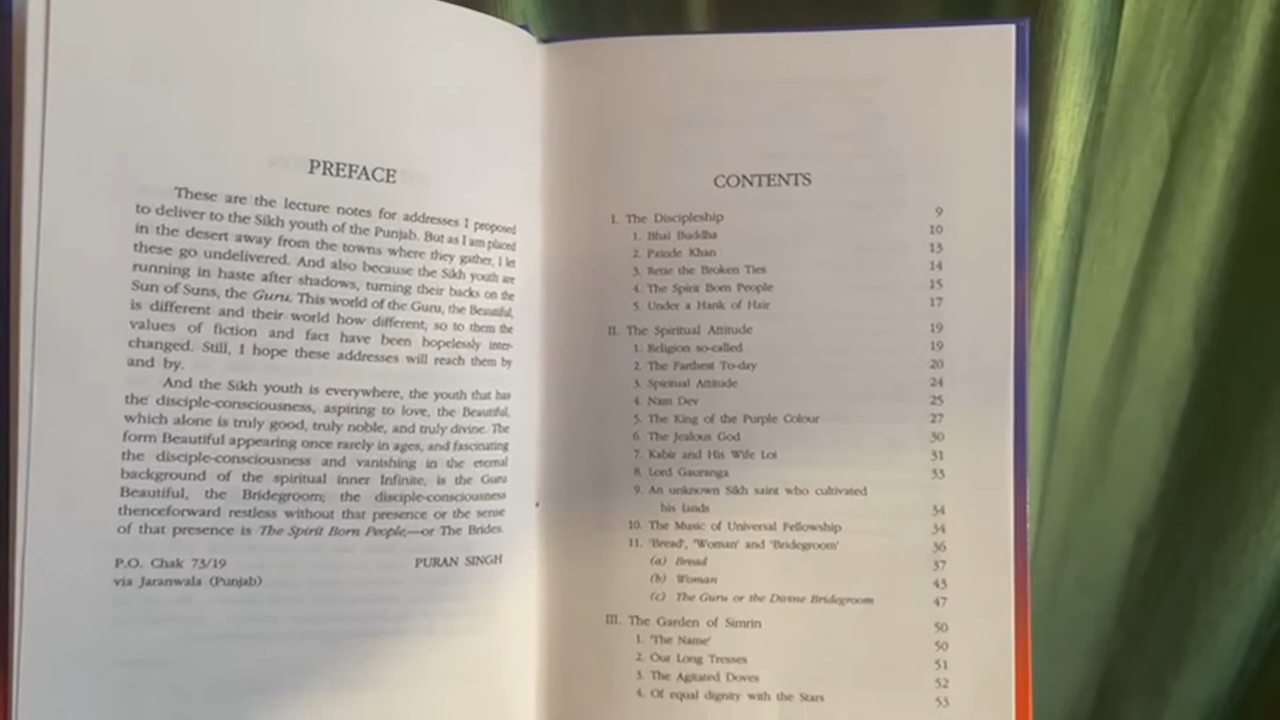 PREFACE
These are the lecture notes for addresses I proposed
to deliver to the Sikh youth of the Punjab. But as I am placed
in the desert away from the towns where they gather, I let
these go undelivered. And also because the Sikh youth are
running in haste after shadows, turning their backs on the
Sun of Suns, the Guru. This world of the Guru, the Beautiful,
is different and their world how different; so to them the
values of fiction and fact have been hopelessly inter-
changed. Still, I hope these addresses will reach them by
and by.
And the Sikh youth is everywhere, the youth that has
the disciple-consciousness, aspiring to love, the Beautiful,
which alone is truly good, truly noble, and truly divine. The
form Beautiful appearing once rarely in ages, and fascinating
the disciple-consciousness and vanishing in the eternal
background of the spiritual inner Infinite, is the Guru
Beautiful, the Bridegroom; the disciple-consciousness
thenceforward restless without that presence or the sense
of that presence is The Spirit Born People,—or The Brides.
P.O. Chak 73/19 PURAN SINGH
via Jaranwala (Punjab)
CONTENTS
I. The Discipleship 9
1. Bhai Buddha 10
2. Painde Khan 13
3. Retie the Broken Ties 14
4. The Spirit Born People 15
5. Under a Hank of Hair 17
II. The Spiritual Attitude 19
1. Religion so-called 19
2. The Farthest To-day 20
3. Spiritual Attitude 24
4. Nam Dev 25
5. The King of the Purple Colour 27
6. The Jealous God 30
7. Kabir and His Wife Loi 31
8. Lord Gauranga 33
9. An unknown Sikh saint who cultivated
his lands 34
10. The Music of Universal Fellowship 34
11. 'Bread', 'Woman' and 'Bridegroom' 36
(a) Bread 37
(b) Woman 43
(c) The Guru or the Divine Bridegroom 47
III. The Garden of Simrin 50
1. 'The Name' 50
2. Our Long Tresses 51
3. The Agitated Doves 52
4. Of equal dignity with the Stars 53